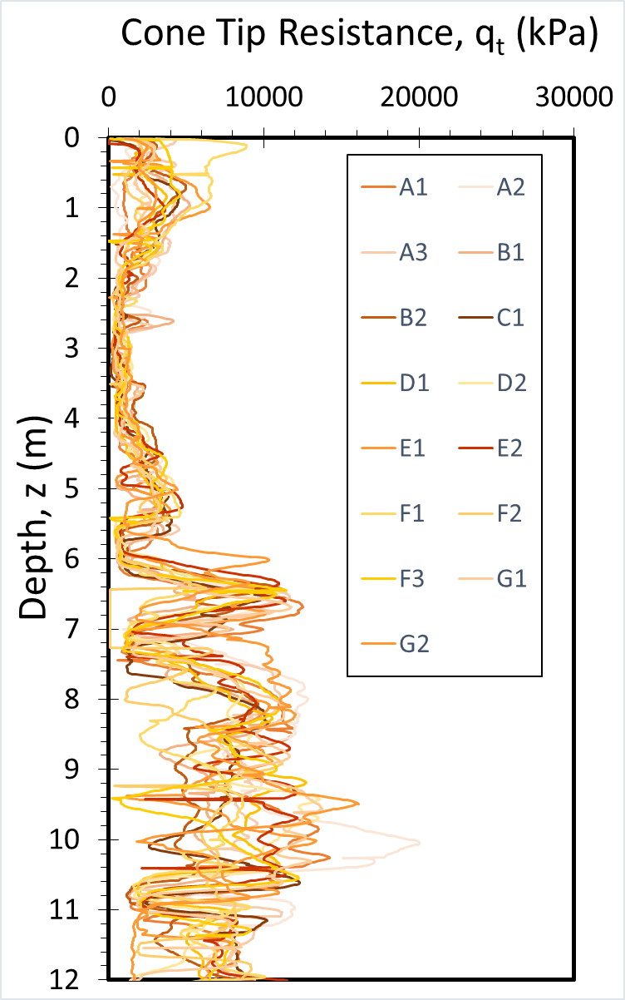 Cone Tip Resistance, qt (kPa)
0 10000 20000 30000
Depth, z (m)
0
1
2
3
4
5
6
7
8
9
10
11
12
A1 A2
A3 B1
B2 C1
D1 D2
E1 E2
F1 F2
F3 G1
G2